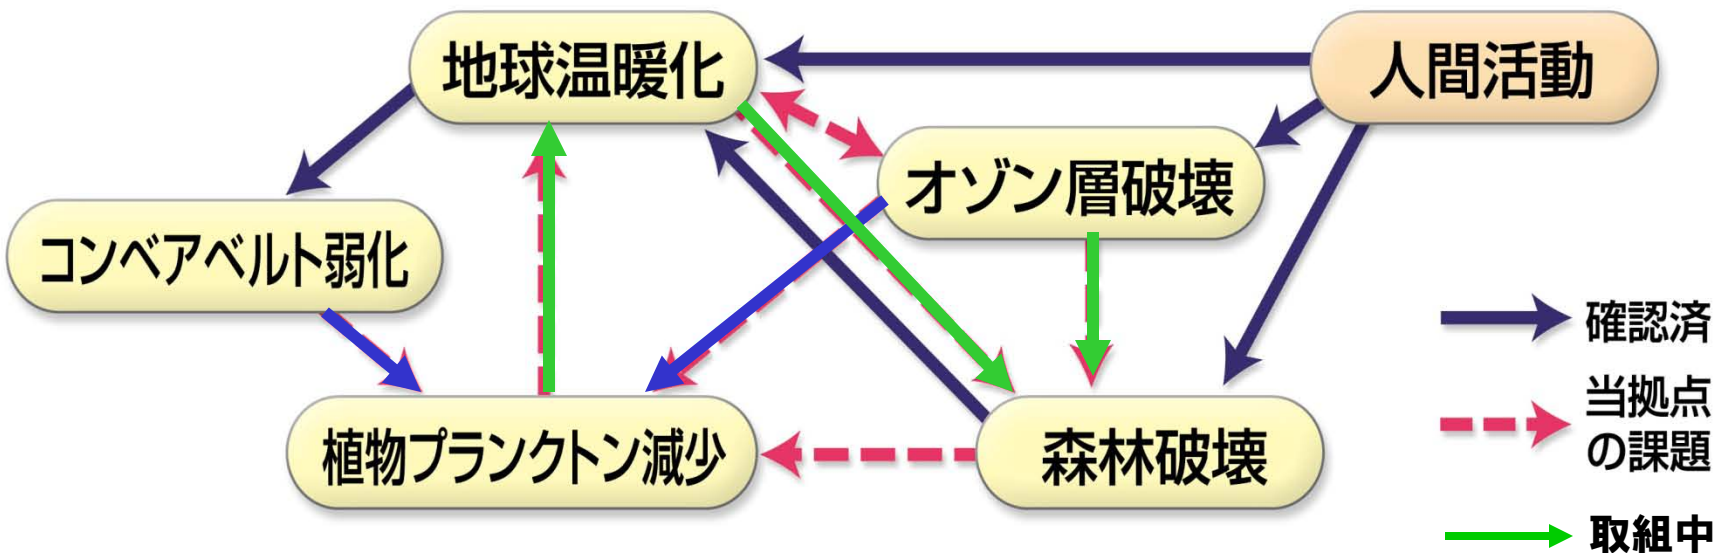 地球温暖化
人間活動
オゾン層破壊
コンベアベルト弱化
植物プランクトン減少
森林破壊
確認済
当拠点
の課題
取組中